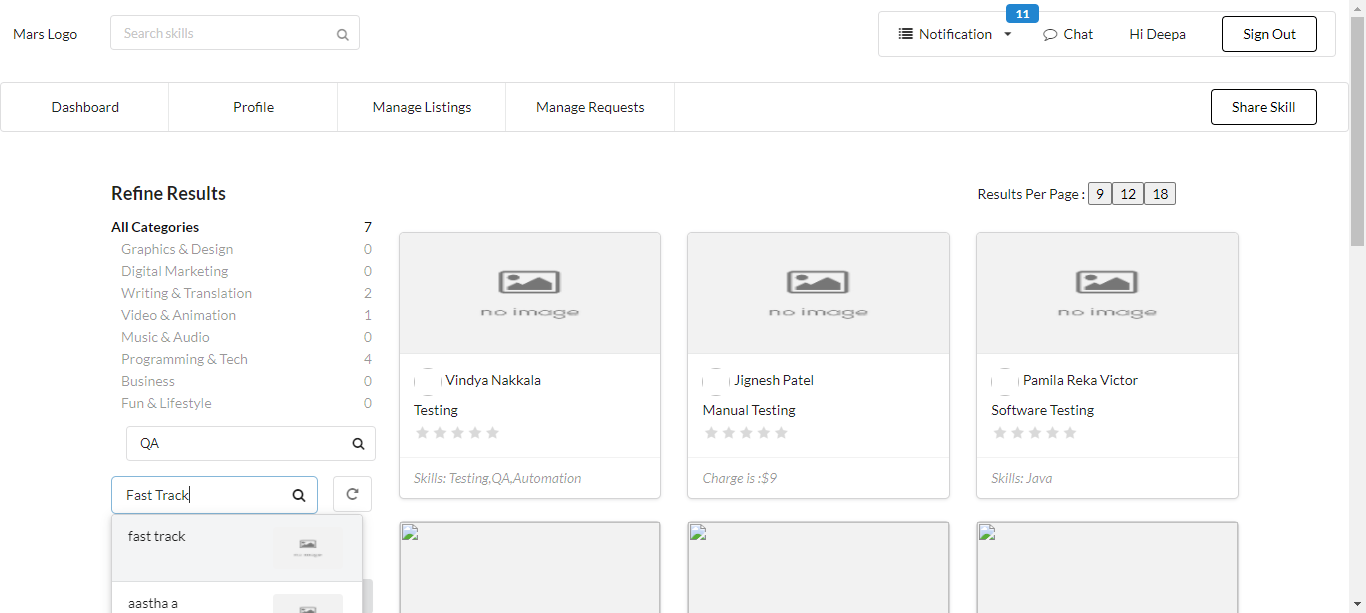 11
Mars Logo
Search skills
Notification
Chat
Hi Deepa
Sign Out
Dashboard
Profile
Manage Listings
Manage Requests
Share Skill
Refine Results
Results Per Page : 9 12 18
All Categories 7
Graphics & Design 0
Digital Marketing 0
Writing & Translation 2
Video & Animation 1
Music & Audio 0
Programming & Tech 4
Business 0
Fun & Lifestyle 0
QA
Fast Track
fast track
no image
aastha a
no image
Vindya Nakkala
Testing
Skills: Testing,QA,Automation
no image
Jignesh Patel
Manual Testing
Charge is :$9
no image
Pamila Reka Victor
Software Testing
Skills: Java